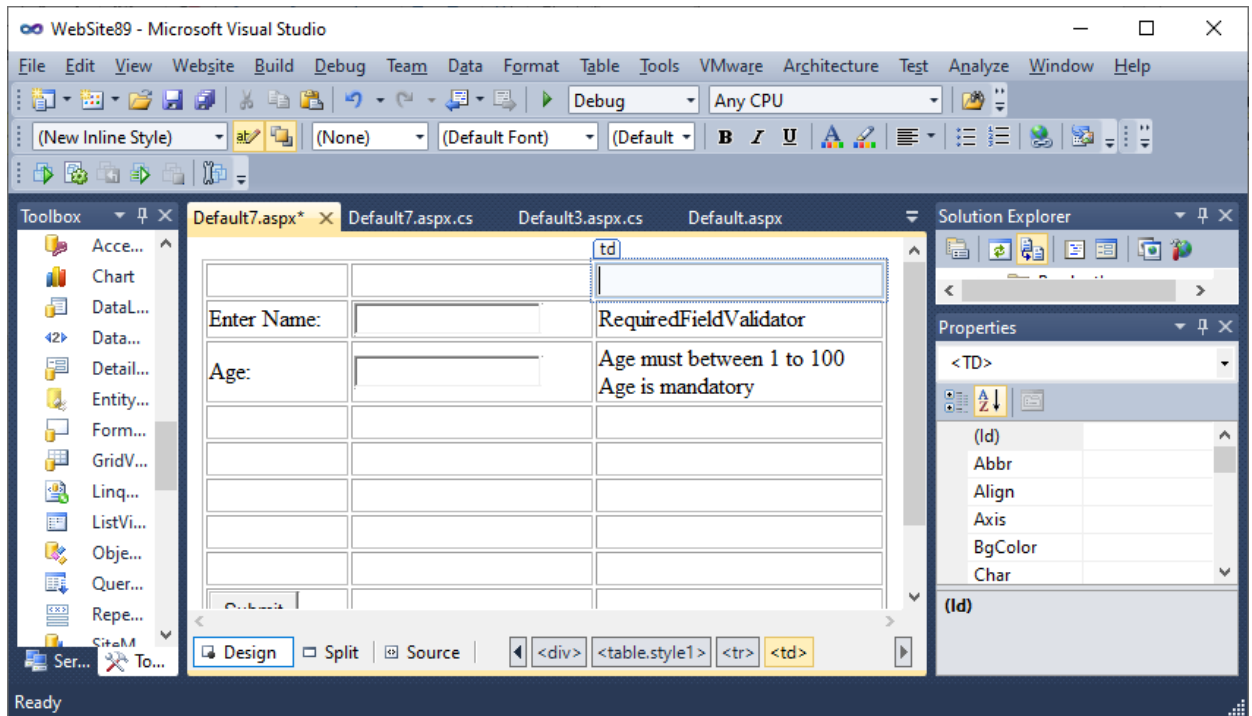 WebSite89 - Microsoft Visual Studio
File Edit View Website Build Debug Team Data Format Table Tools VMware Architecture Test Analyze Window Help
Debug Any CPU
(New Inline Style) ab (None) (Default Font) (Default B I U A
Toolbox
Default7.aspx* Default7.aspx.cs Default3.aspx.cs Default.aspx
Solution Explorer
Acce...
Chart
DataL...
Data...
Detail...
Entity...
Form...
GridV...
Linq...
ListVi...
Obje...
Quer...
Repe...
SiteM
Ser... To...
td
Enter Name: RequiredFieldValidator
Age: Age must between 1 to 100
Age is mandatory
Submit
Design Split Source <div> <table.style1> <tr> <td>
Properties
<TD>
(Id)
Abbr
Align
Axis
BgColor
Char
(Id)
Ready